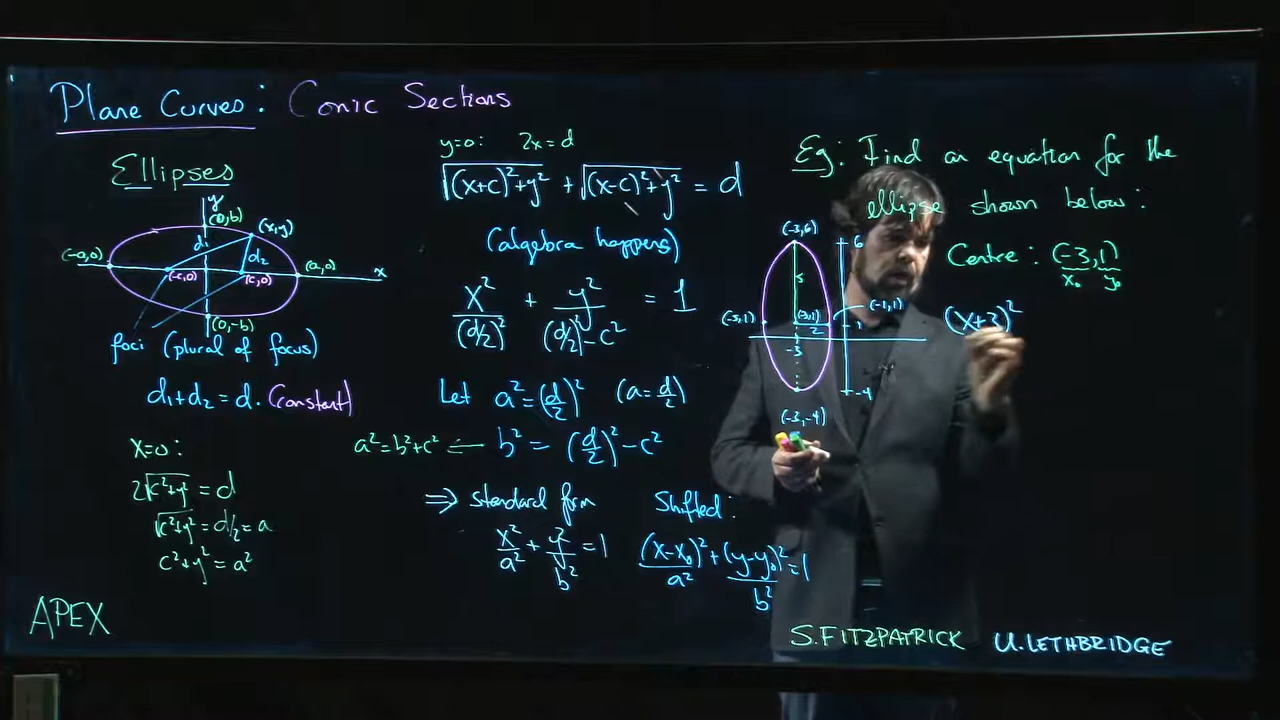 Plane Curves: Conic Sections
Ellipses
y
(0,b)
(x,y)
d₁
d₂
(-a,0)
(-c,0)
(c,0)
(a,0)
x
(0,-b)
foci (plural of focus)
d₁+d₂ = d. (constant)
x=0:
2√(c²+y²) = d
√(c²+y²) = d/2 = a
c²+y² = a²
APEX
y=0: 2x=d
√((x+c)²+y²) + √((x-c)²+y²) = d
(algebra happens)
x²/(d/2)² + y²/((d/2)²-c²) = 1
Let a² = (d/2)² (a = d/2)
a²=b²+c² ⟸ b² = (d/2)² - c²
⇒ Standard form
x²/a² + y²/b² = 1
Shifted:
(x-x₀)²/a² + (y-y₀)²/b² = 1
Eg: Find an equation for the
ellipse shown below:
(-3,6)
6
5
(-5,1)
(-3,1)
2
(-1,1)
1
-3
-4
(-3,-4)
Centre: (-3,1)
x₀ y₀
(x+3)²
S.FITZPATRICK U.LETHBRIDGE